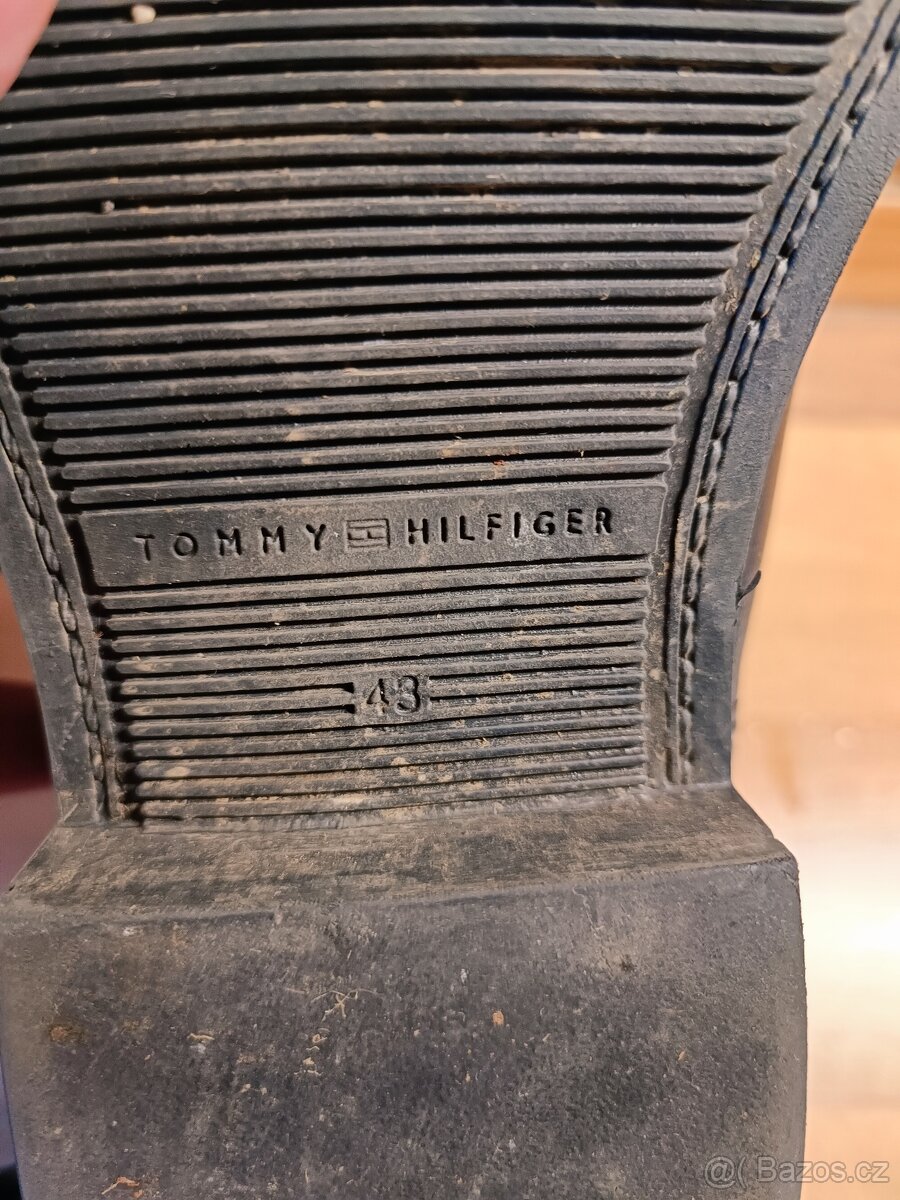 TOMMY HILFIGER
43
@( Bazos.cz